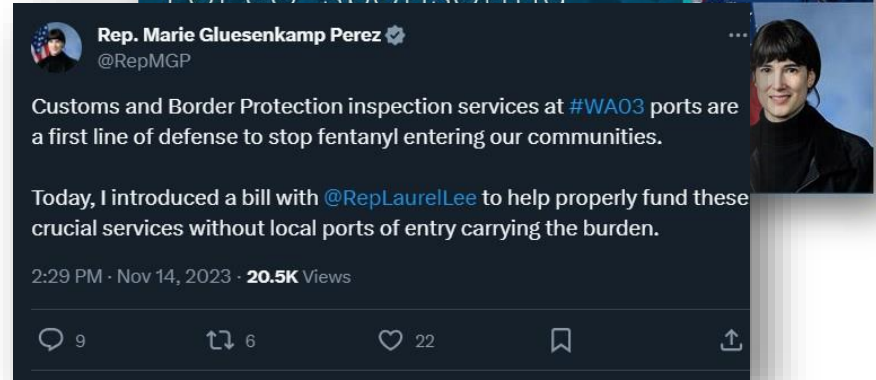 Rep. Marie Gluesenkamp Perez
@RepMGP
Customs and Border Protection inspection services at #WA03 ports are
a first line of defense to stop fentanyl entering our communities.
Today, I introduced a bill with @RepLaurelLee to help properly fund these
crucial services without local ports of entry carrying the burden.
2:29 PM · Nov 14, 2023 · 20.5K Views
9 6 22